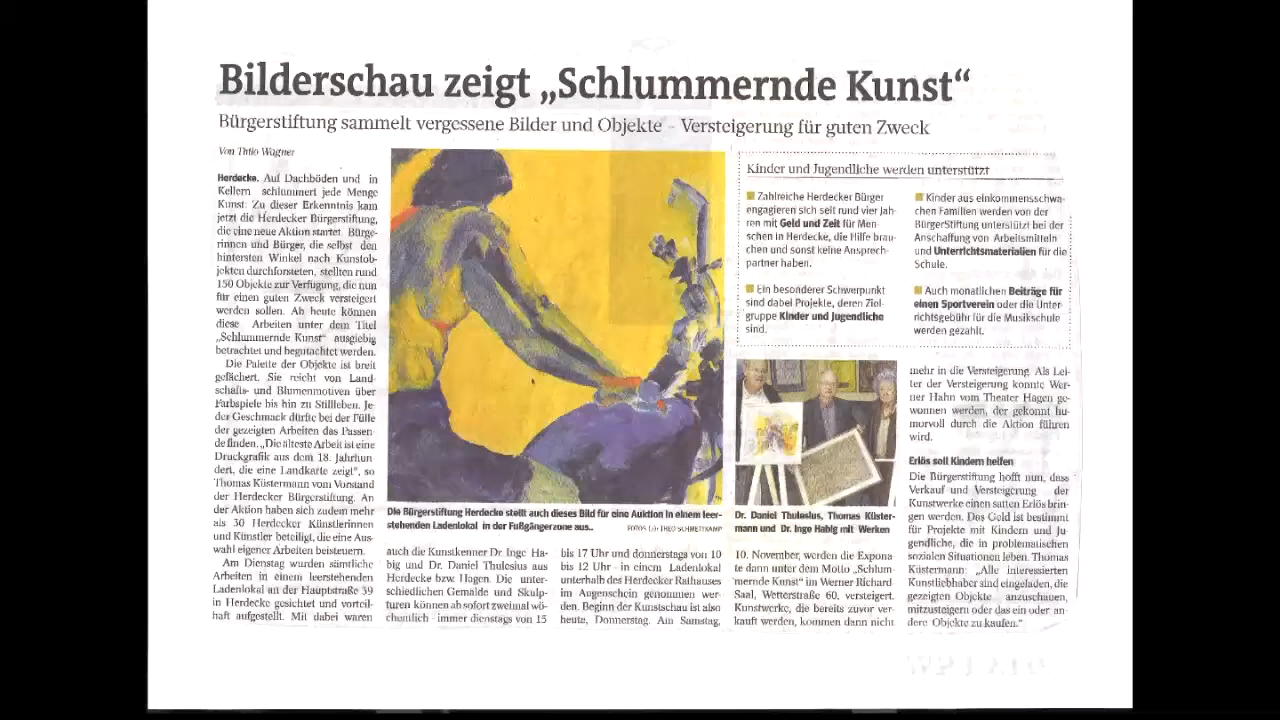 Bilderschau zeigt „Schlummernde Kunst“
Bürgerstiftung sammelt vergessene Bilder und Objekte – Versteigerung für guten Zweck
Von Thilo Wagner
Herdecke. Auf Dachböden und in
Kellern schlummert jede Menge
Kunst: Zu dieser Erkenntnis kam
jetzt die Herdecker Bürgerstiftung,
die eine neue Aktion startet. Bürge-
rinnen und Bürger, die selbst den
hintersten Winkel nach Kunstob-
jekten durchforsteten, stellten rund
150 Objekte zur Verfügung, die nun
für einen guten Zweck versteigert
werden sollen. Ab heute können
diese Arbeiten unter dem Titel
„Schlummernde Kunst“ ausgiebig
betrachtet und begutachtet werden.
Die Palette der Objekte ist breit
gefächert. Sie reicht von Land-
schafts- und Blumenmotiven über
Farbspiele bis hin zu Stillleben. Je-
der Geschmack dürfte bei der Fülle
der gezeigten Arbeiten das Passen-
de finden. „Die älteste Arbeit ist eine
Druckgrafik aus dem 18. Jahrhun-
dert, die eine Landkarte zeigt“, so
Thomas Küstermann vom Vorstand
der Herdecker Bürgerstiftung. An
der Aktion haben sich zudem mehr
als 30 Herdecker Künstlerinnen
und Künstler beteiligt, die eine Aus-
wahl eigener Arbeiten beisteuern.
Am Dienstag wurden sämtliche
Arbeiten in einem leerstehenden
Ladenlokal an der Hauptstraße 39
in Herdecke gesichtet und vorteil-
haft aufgestellt. Mit dabei waren
Die Bürgerstiftung Herdecke stellt auch dieses Bild für eine Auktion in einem leer-
stehenden Ladenlokal in der Fußgängerzone aus..
FOTOS (2): THEO SCHMETTKAMP
auch die Kunstkenner Dr. Inge Ha-
big und Dr. Daniel Thulesius aus
Herdecke bzw. Hagen. Die unter-
schiedlichen Gemälde und Skulp-
turen können ab sofort zweimal wö-
chentlich - immer dienstags von 15
bis 17 Uhr und donnerstags von 10
bis 12 Uhr - in einem Ladenlokal
unterhalb des Herdecker Rathauses
im Augenschein genommen wer-
den. Beginn der Kunstschau ist also
heute, Donnerstag. Am Samstag,
Kinder und Jugendliche werden unterstützt
Zahlreiche Herdecker Bürger
engagieren sich seit rund vier Jah-
ren mit Geld und Zeit für Men-
schen in Herdecke, die Hilfe brau-
chen und sonst keine Ansprech-
partner haben.
Ein besonderer Schwerpunkt
sind dabei Projekte, deren Ziel-
gruppe Kinder und Jugendliche
sind.
Kinder aus einkommensschwa-
chen Familien werden von der
BürgerStiftung unterstützt bei der
Anschaffung von Arbeitsmitteln
und Unterrichtsmaterialien für die
Schule.
Auch monatlichen Beiträge für
einen Sportverein oder die Unter-
richtsgebühr für die Musikschule
werden gezahlt.
Dr. Daniel Thulesius, Thomas Küster-
mann und Dr. Inge Habig mit Werken
10. November, werden die Expona-
te dann unter dem Motto „Schlum-
mernde Kunst“ im Werner Richard-
Saal, Wetterstraße 60, versteigert.
Kunstwerke, die bereits zuvor ver-
kauft werden, kommen dann nicht
mehr in die Versteigerung. Als Lei-
ter der Versteigerung konnte Wer-
ner Hahn vom Theater Hagen ge-
wonnen werden, der gekonnt hu-
morvoll durch die Aktion führen
wird.
Erlös soll Kindern helfen
Die Bürgerstiftung hofft nun, dass
Verkauf und Versteigerung der
Kunstwerke einen satten Erlös brin-
gen werden. Das Geld ist bestimmt
für Projekte mit Kindern und Ju-
gendliche, die in problematischen
sozialen Situationen leben. Thomas
Küstermann: „Alle interessierten
Kunstliebhaber sind eingeladen, die
gezeigten Objekte anzuschauen,
mitzusteigern oder das ein oder an-
dere Objekte zu kaufen.“